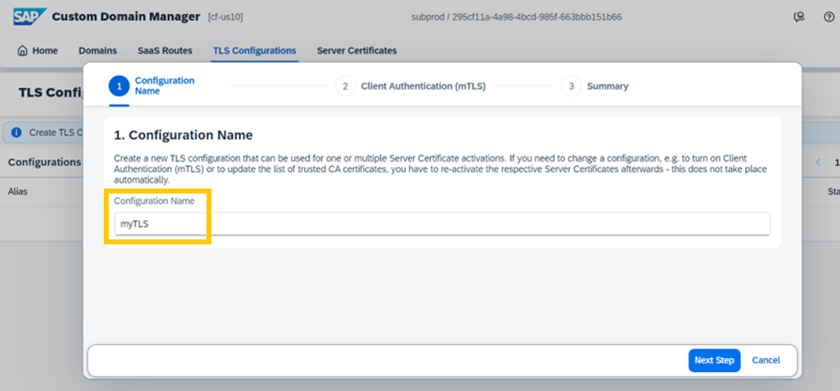 SAP Custom Domain Manager [cf-us10] subprod / 295cf11a-4a98-4bcd-985f-663bbb151b66
Home Domains SaaS Routes TLS Configurations Server Certificates
TLS Confi
Create TLS C
Configurations
1
Alias
Sta
1 Configuration
Name
2 Client Authentication (mTLS)
3 Summary
1. Configuration Name
Create a new TLS configuration that can be used for one or multiple Server Certificate activations. If you need to change a configuration, e.g. to turn on Client
Authentication (mTLS) or to update the list of trusted CA certificates, you have to re-activate the respective Server Certificates afterwards - this does not take place
automatically.
Configuration Name
myTLS
Next Step Cancel